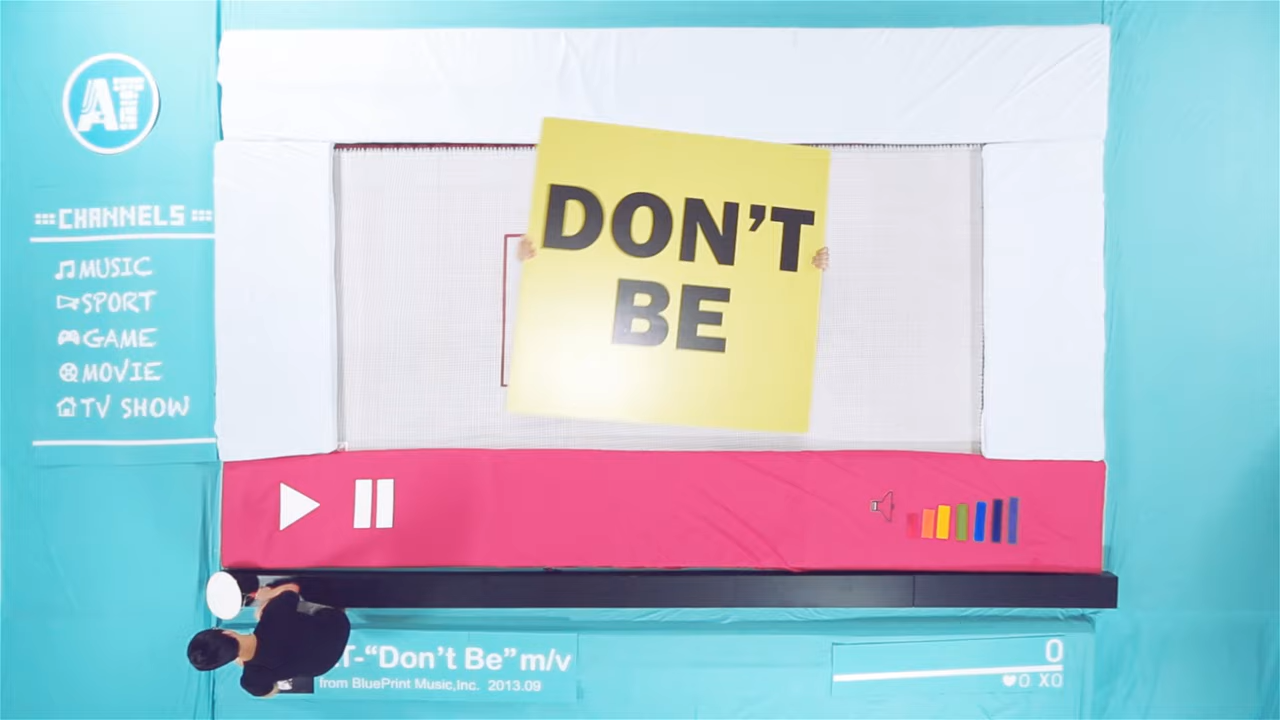 AT
CHANNELS
MUSIC
SPORT
GAME
MOVIE
TV SHOW
DON'T
BE
T-“Don't Be”m/v
from BluePrint Music,Inc. 2013.09
0
0 X0